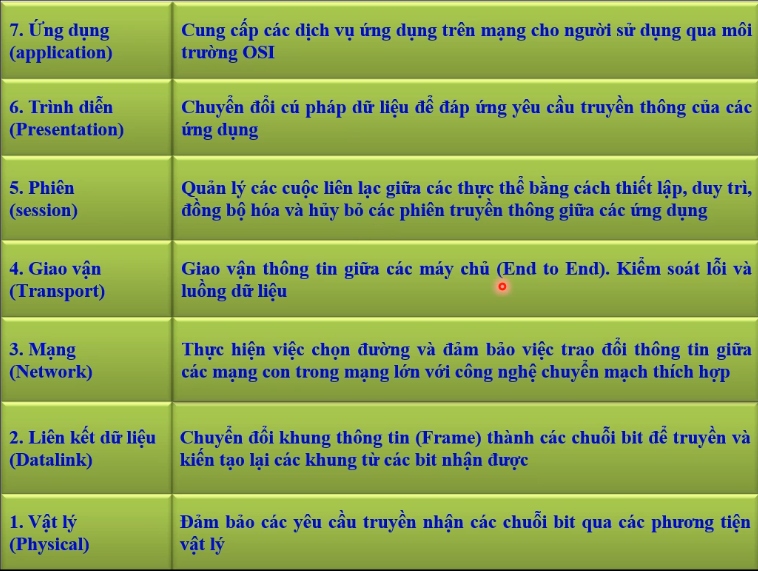 7. Ứng dụng
(application)
Cung cấp các dịch vụ ứng dụng trên mạng cho người sử dụng qua môi
trường OSI
6. Trình diễn
(Presentation)
Chuyển đổi cú pháp dữ liệu để đáp ứng yêu cầu truyền thông của các
ứng dụng
5. Phiên
(session)
Quản lý các cuộc liên lạc giữa các thực thể bằng cách thiết lập, duy trì,
đồng bộ hóa và hủy bỏ các phiên truyền thông giữa các ứng dụng
4. Giao vận
(Transport)
Giao vận thông tin giữa các máy chủ (End to End). Kiểm soát lỗi và
luồng dữ liệu
3. Mạng
(Network)
Thực hiện việc chọn đường và đảm bảo việc trao đổi thông tin giữa
các mạng con trong mạng lớn với công nghệ chuyển mạch thích hợp
2. Liên kết dữ liệu
(Datalink)
Chuyển đổi khung thông tin (Frame) thành các chuỗi bit để truyền và
kiến tạo lại các khung từ các bit nhận được
1. Vật lý
(Physical)
Đảm bảo các yêu cầu truyền nhận các chuỗi bit qua các phương tiện
vật lý